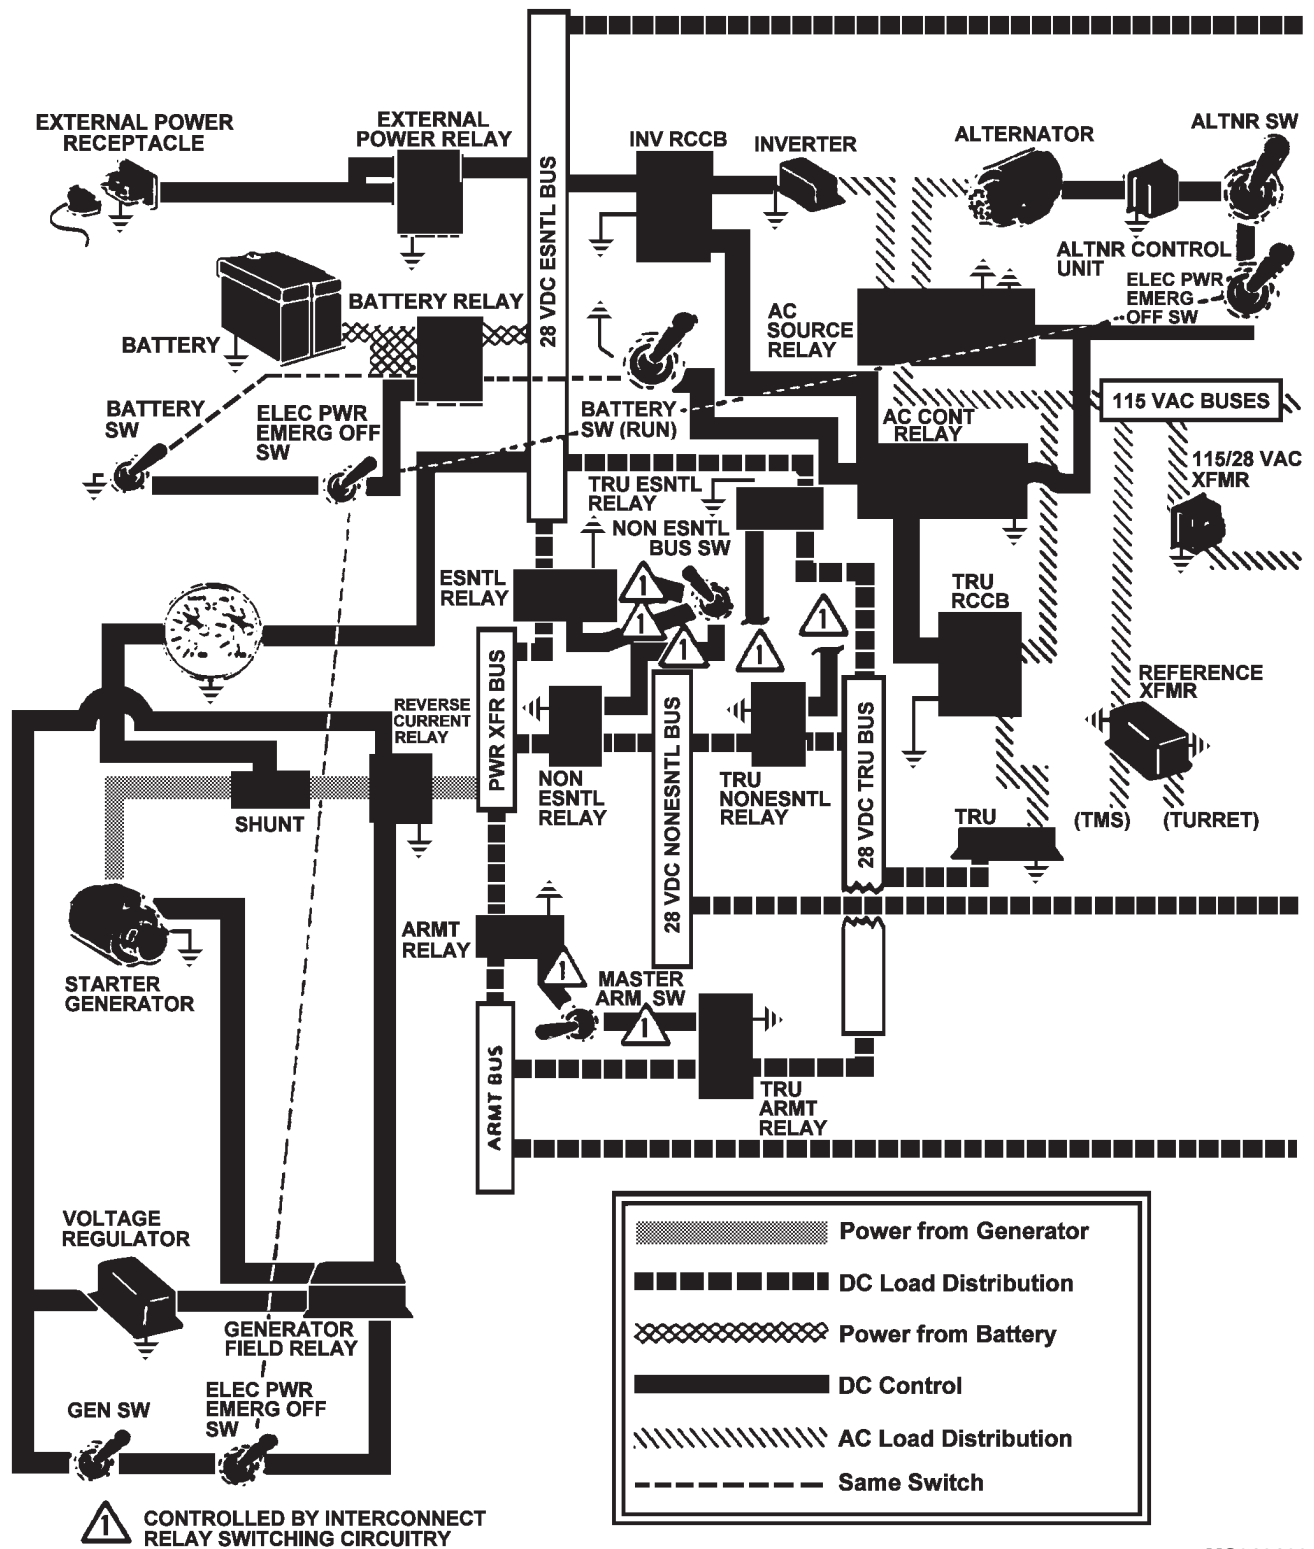 EXTERNAL POWER
RECEPTACLE
EXTERNAL
POWER RELAY
28 VDC ESNTL BUS
INV RCCB
INVERTER
ALTERNATOR
ALTNR SW
ALTNR CONTROL
UNIT
ELEC PWR
EMERG
OFF SW
BATTERY RELAY
BATTERY
AC
SOURCE
RELAY
BATTERY
SW
ELEC PWR
EMERG OFF
SW
BATTERY
SW (RUN)
AC CONT
RELAY
115 VAC BUSES
115/28 VAC
XFMR
TRU ESNTL
RELAY
NON ESNTL
BUS SW
ESNTL
RELAY
1
1
1
1
1
TRU
RCCB
REFERENCE
XFMR
REVERSE
CURRENT
RELAY
PWR XFR BUS
28 VDC NONESNTL BUS
28 VDC TRU BUS
NON
ESNTL
RELAY
TRU
NONESNTL
RELAY
SHUNT
TRU
(TMS)
(TURRET)
STARTER
GENERATOR
ARMT
RELAY
1
MASTER
ARM SW
1
ARMT BUS
TRU
ARMT
RELAY
VOLTAGE
REGULATOR
GENERATOR
FIELD RELAY
GEN SW
ELEC PWR
EMERG OFF
SW
Power from Generator
DC Load Distribution
Power from Battery
DC Control
AC Load Distribution
Same Switch
1
CONTROLLED BY INTERCONNECT
RELAY SWITCHING CIRCUITRY